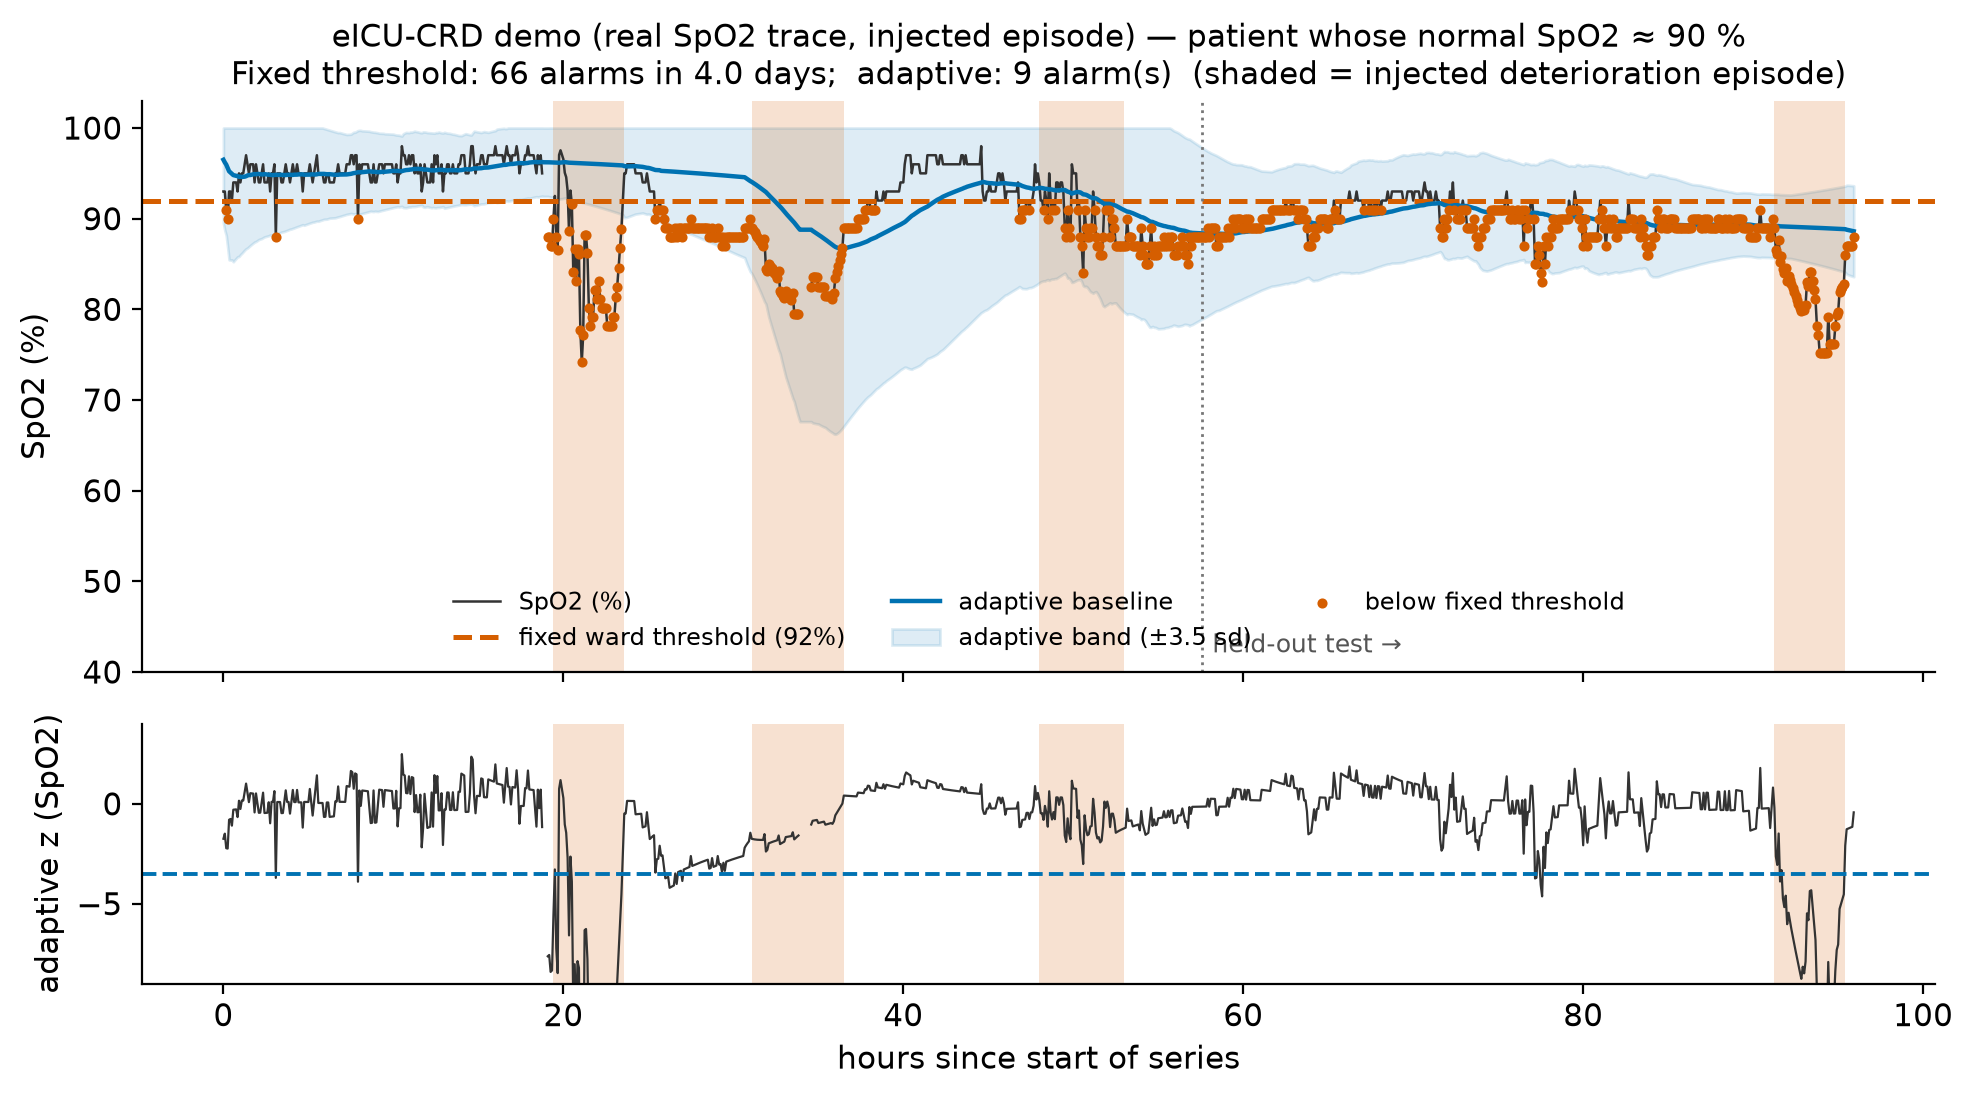 eICU-CRD demo (real SpO2 trace, injected episode) — patient whose normal SpO2 ≈ 90 %
Fixed threshold: 66 alarms in 4.0 days;  adaptive: 9 alarm(s)  (shaded = injected deterioration episode)
SpO2 (%)
100
90
80
70
60
50
40
SpO2 (%)
fixed ward threshold (92%)
adaptive baseline
adaptive band (±3.5 sd)
below fixed threshold
held-out test →
adaptive z (SpO2)
0
−5
0
20
40
60
80
100
hours since start of series